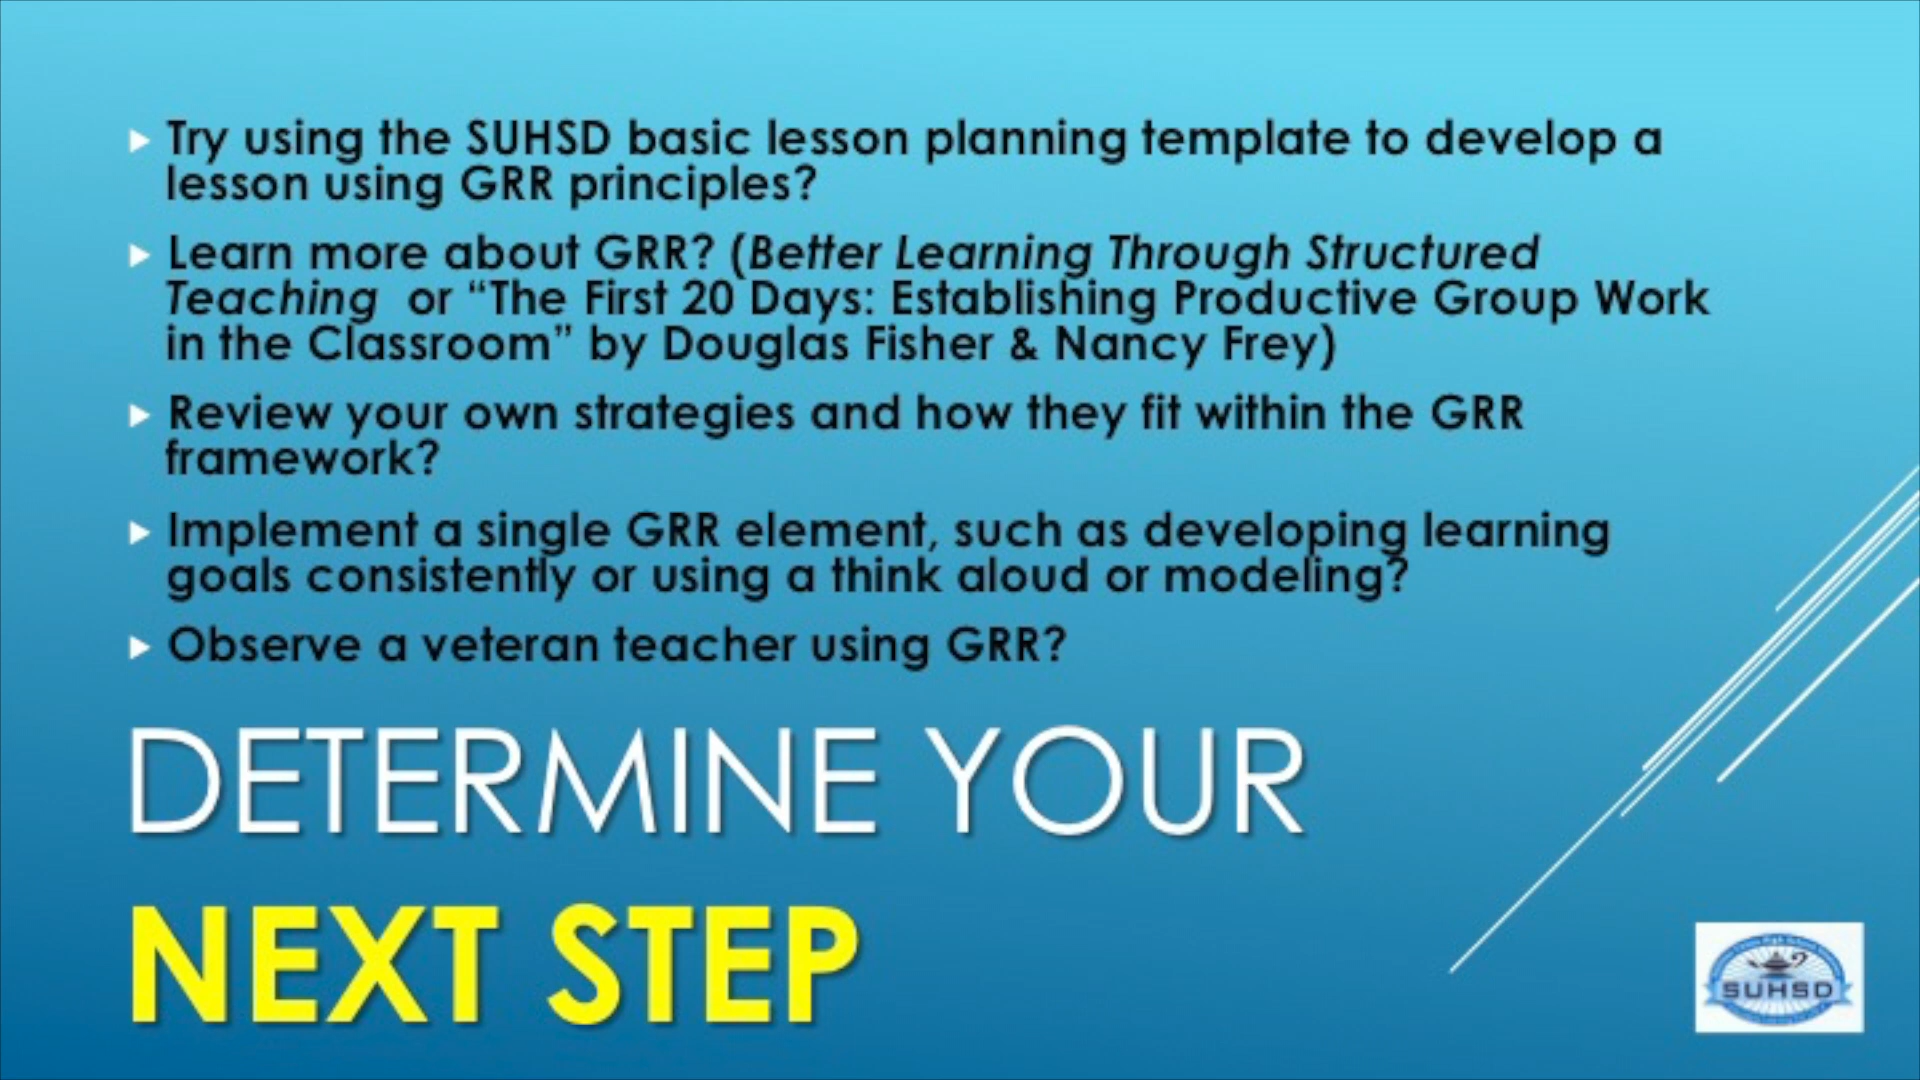 Try using the SUHSD basic lesson planning template to develop a
lesson using GRR principles?
Learn more about GRR? (Better Learning Through Structured
Teaching or “The First 20 Days: Establishing Productive Group Work
in the Classroom” by Douglas Fisher & Nancy Frey)
Review your own strategies and how they fit within the GRR
framework?
Implement a single GRR element, such as developing learning
goals consistently or using a think aloud or modeling?
Observe a veteran teacher using GRR?
DETERMINE YOUR
NEXT STEP
SUHSD